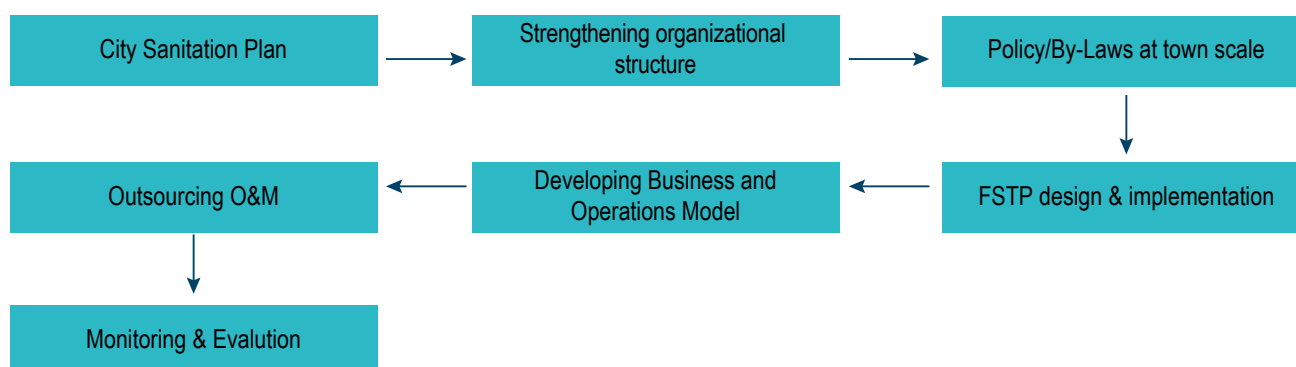 City Sanitation Plan
Strengthening organizational
structure
Policy/By-Laws at town scale
FSTP design & implementation
Developing Business and
Operations Model
Outsourcing O&M
Monitoring & Evalution